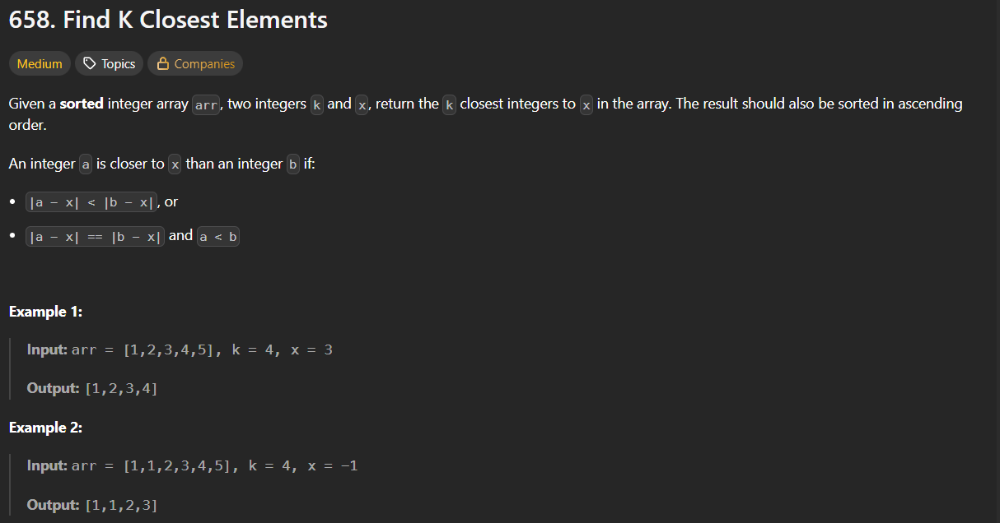 658. Find K Closest Elements
Medium Topics Companies
Given a sorted integer array arr, two integers k and x, return the k closest integers to x in the array. The result should also be sorted in ascending
order.
An integer a is closer to x than an integer b if:
• |a - x| < |b - x|, or
• |a - x| == |b - x| and a < b
Example 1:
Input: arr = [1,2,3,4,5], k = 4, x = 3
Output: [1,2,3,4]
Example 2:
Input: arr = [1,1,2,3,4,5], k = 4, x = -1
Output: [1,1,2,3]